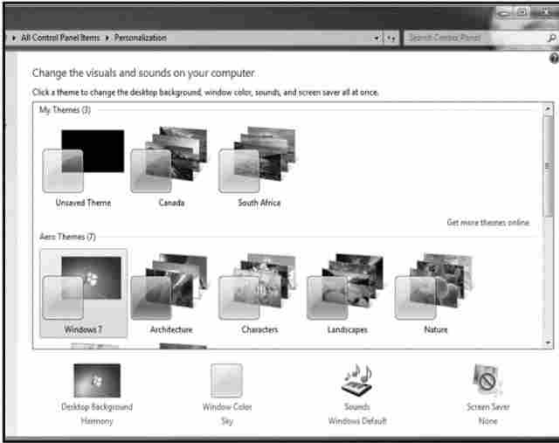 All Control Panel Items ▸ Personalization
Search Control Panel
Change the visuals and sounds on your computer
Click a theme to change the desktop background, window color, sounds, and screen saver all at once.
My Themes (3)
Unsaved Theme
Canada
South Africa
Get more themes online
Aero Themes (7)
Windows 7
Architecture
Characters
Landscapes
Nature
Desktop Background
Harmony
Window Color
Sky
Sounds
Windows Default
Screen Saver
None